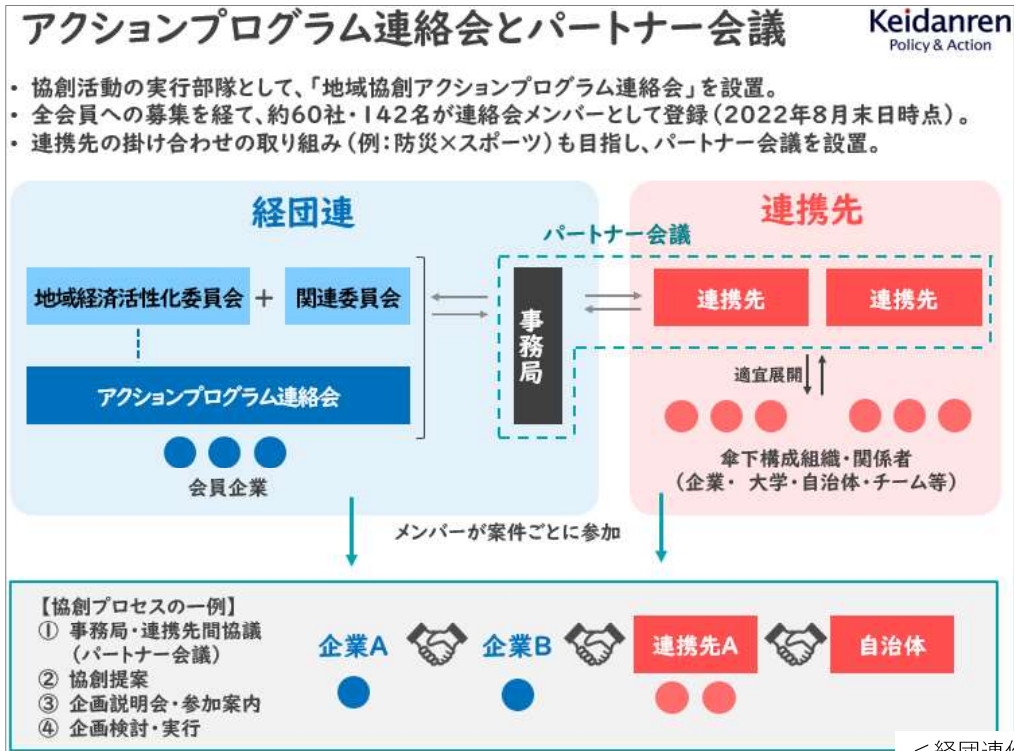 アクションプログラム連絡会とパートナー会議
Keidanren
Policy & Action
• 協創活動の実行部隊として、「地域協創アクションプログラム連絡会」を設置。
• 全会員への募集を経て、約60社・142名が連絡会メンバーとして登録(2022年8月末日時点)。
• 連携先の掛け合わせの取り組み(例:防災×スポーツ)も目指し、パートナー会議を設置。
経団連
連携先
パートナー会議
地域経済活性化委員会 + 関連委員会
事務局
連携先
連携先
アクションプログラム連絡会
適宜展開
会員企業
傘下構成組織・関係者
(企業・ 大学・自治体・チーム等)
メンバーが案件ごとに参加
【協創プロセスの一例】
① 事務局・連携先間協議
(パートナー会議)
② 協創提案
③ 企画説明会・参加案内
④ 企画検討・実行
企業A
企業B
連携先A
自治体